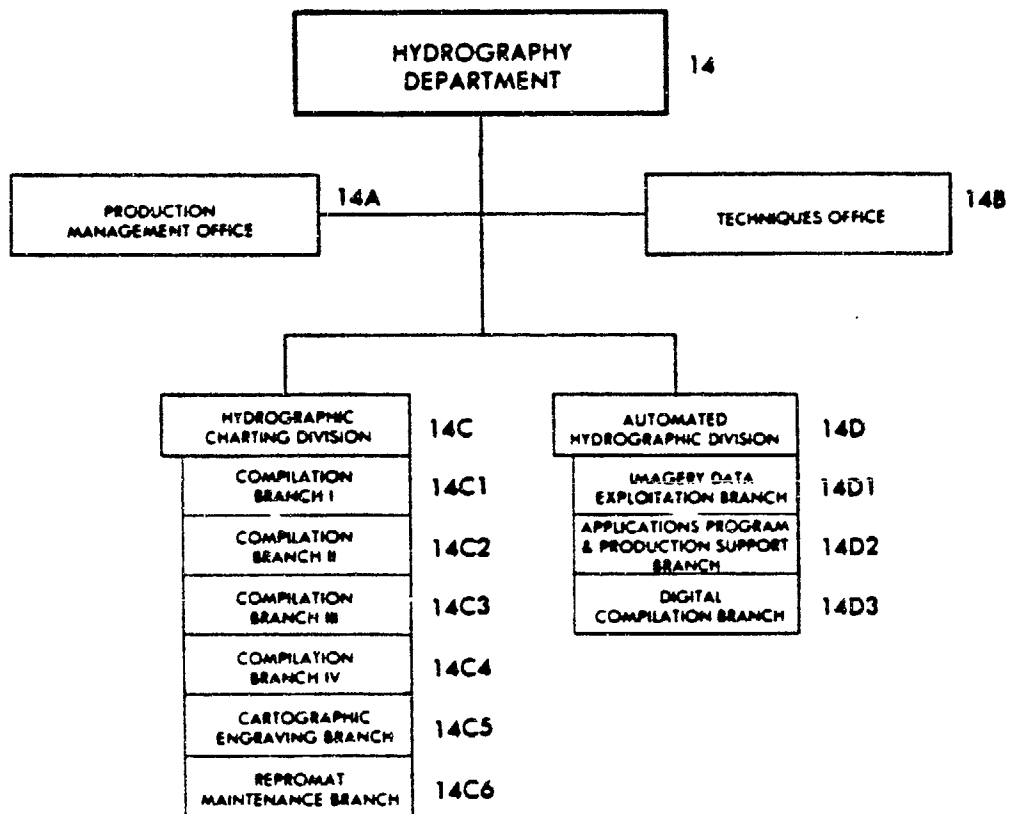 HYDROGRAPHY
DEPARTMENT
14
PRODUCTION
MANAGEMENT OFFICE
14A
TECHNIQUES OFFICE
14B
HYDROGRAPHIC
CHARTING DIVISION
14C
COMPILATION
BRANCH I
14C1
COMPILATION
BRANCH II
14C2
COMPILATION
BRANCH III
14C3
COMPILATION
BRANCH IV
14C4
CARTOGRAPHIC
ENGRAVING BRANCH
14C5
REPROMAT
MAINTENANCE BRANCH
14C6
AUTOMATED
HYDROGRAPHIC DIVISION
14D
IMAGERY DATA
EXPLOITATION BRANCH
14D1
APPLICATIONS PROGRAM
& PRODUCTION SUPPORT
BRANCH
14D2
DIGITAL
COMPILATION BRANCH
14D3